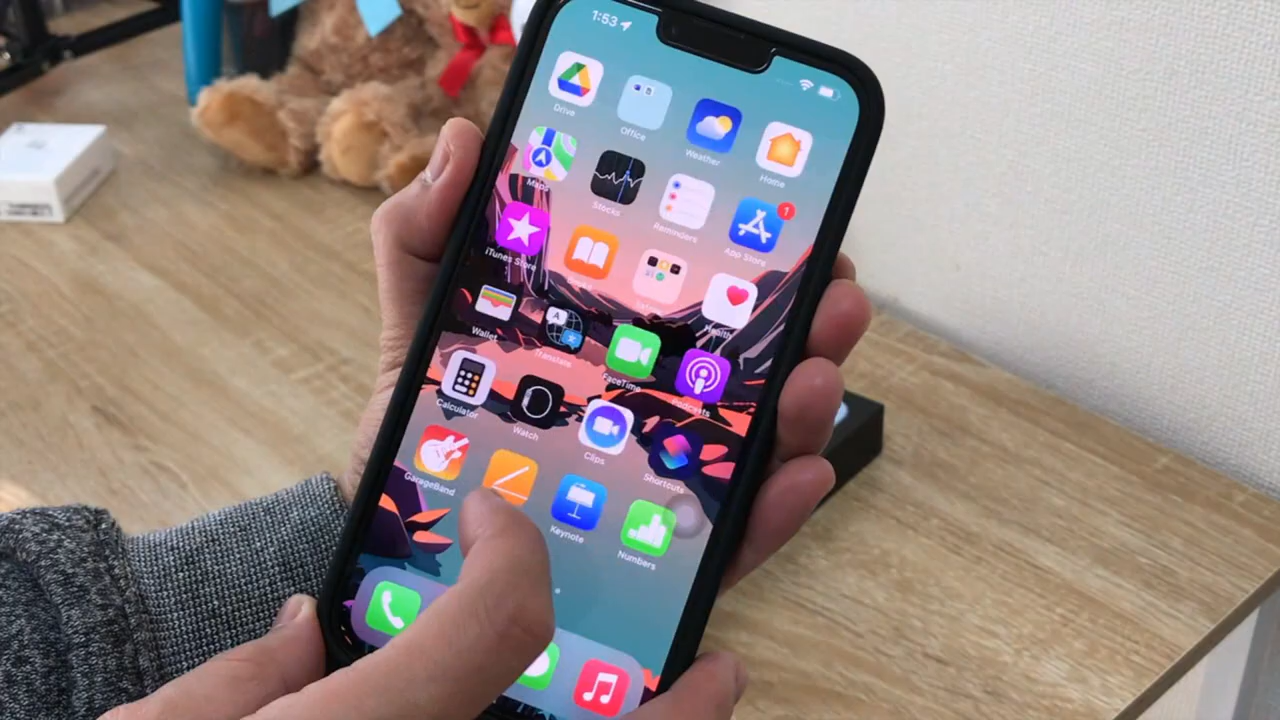 1:53
Drive
Office
Weather
Home
Maps
Stocks
Reminders
App Store
1
iTunes Store
Health
Wallet
Translate
FaceTime
Podcasts
Calculator
Watch
Clips
Shortcuts
GarageBand
Keynote
Numbers